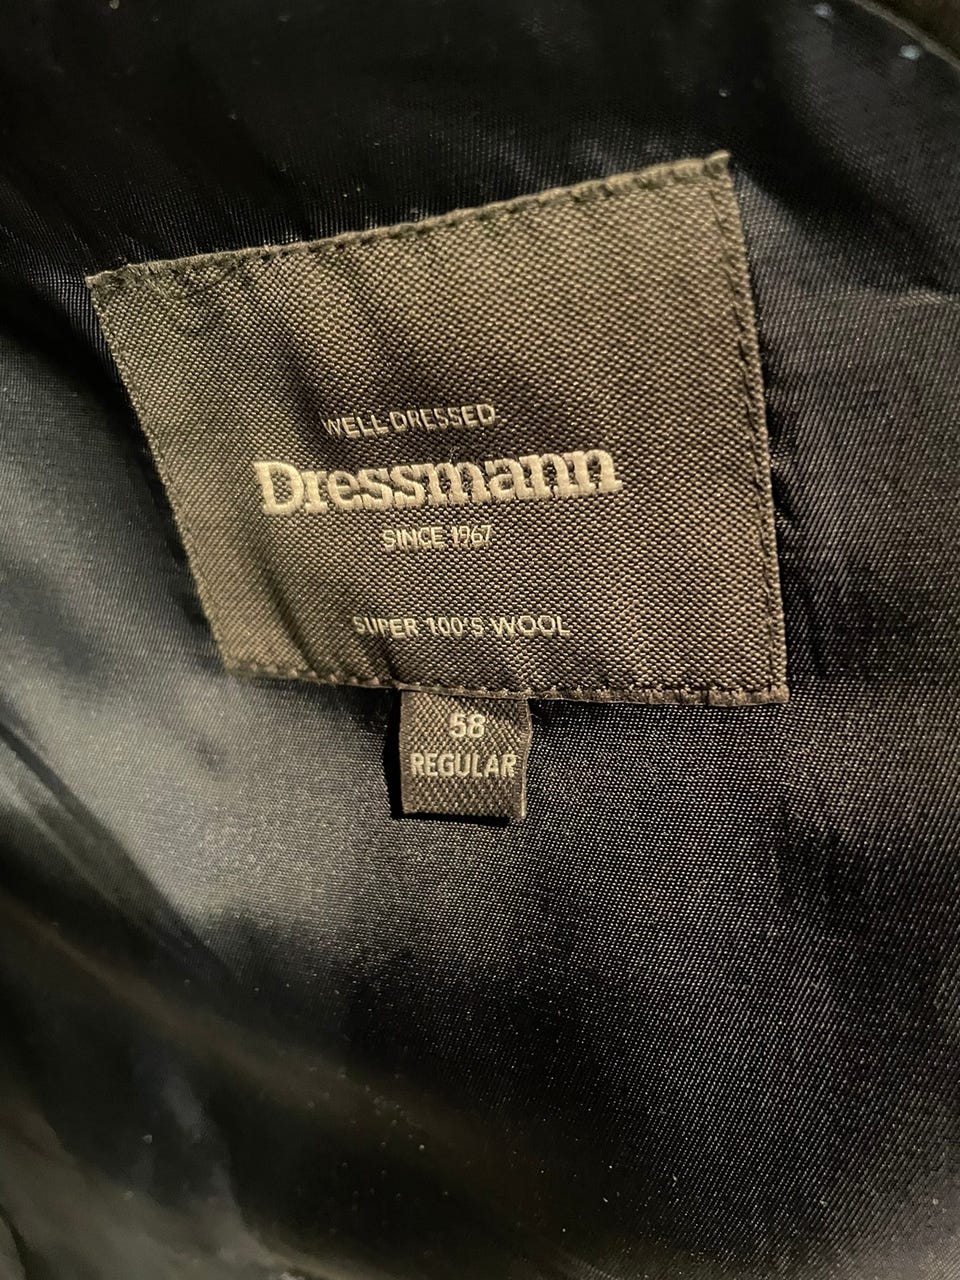 WELL-DRESSED
Dressmann
SINCE 1967
SUPER 100'S WOOL
58
REGULAR